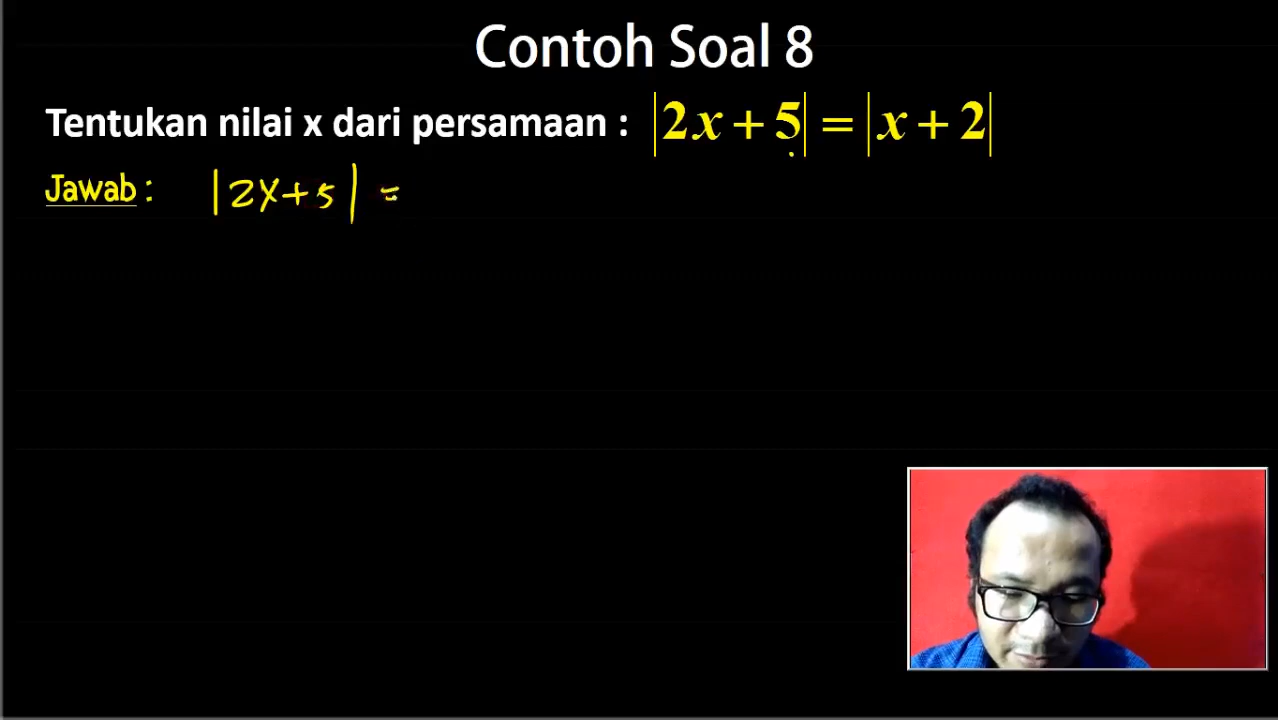 Contoh Soal 8
Tentukan nilai x dari persamaan : |2x + 5| = |x + 2|
Jawab : |2x+5| =